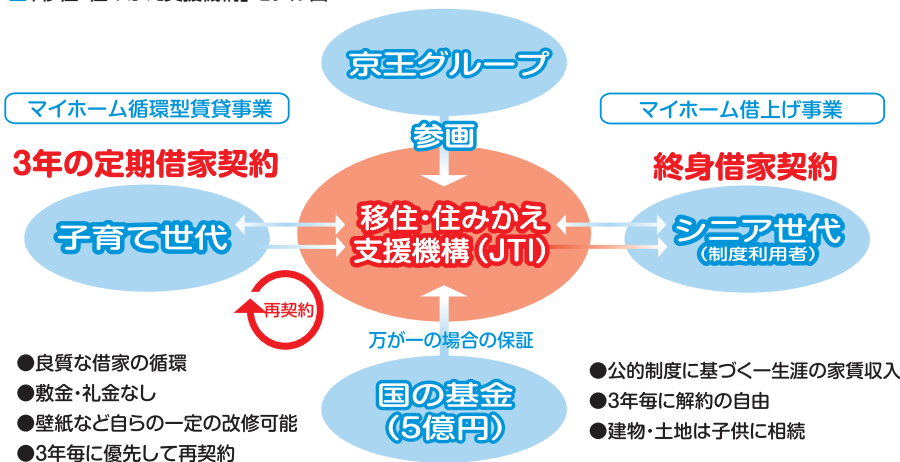 京王グループ
マイホーム循環型賃貸事業
マイホーム借上げ事業
参画
3年の定期借家契約
終身借家契約
子育て世代
移住・住みかえ
支援機構（JTI）
シニア世代
（制度利用者）
再契約
万が一の場合の保証
国の基金
（5億円）
●良質な借家の循環
●敷金・礼金なし
●壁紙など自らの一定の改修可能
●3年毎に優先して再契約
●公的制度に基づく一生涯の家賃収入
●3年毎に解約の自由
●建物・土地は子供に相続